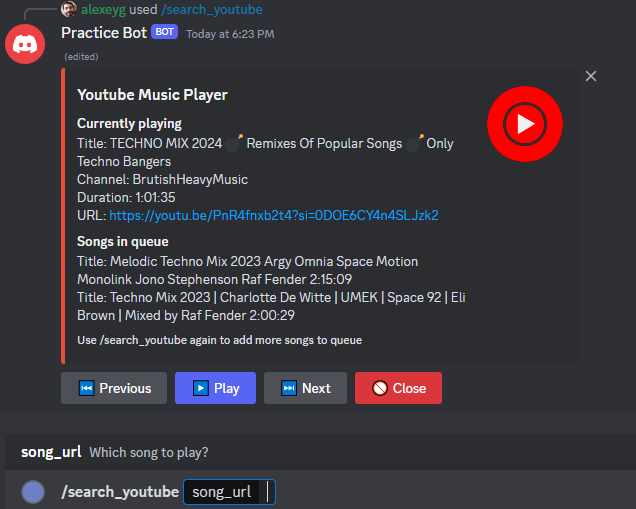 alexeyg used /search_youtube
Practice Bot BOT Today at 6:23 PM
(edited)
Youtube Music Player
Currently playing
Title: TECHNO MIX 2024 💣 Remixes Of Popular Songs 💣 Only
Techno Bangers
Channel: BrutishHeavyMusic
Duration: 1:01:35
URL: https://youtu.be/PnR4fnxb2t4?si=0DOE6CY4n4SLJzk2
Songs in queue
Title: Melodic Techno Mix 2023 Argy Omnia Space Motion
Monolink Jono Stephenson Raf Fender 2:15:09
Title: Techno Mix 2023 | Charlotte De Witte | UMEK | Space 92 | Eli
Brown | Mixed by Raf Fender 2:00:29
Use /search_youtube again to add more songs to queue
Previous Play Next Close
song_url Which song to play?
/search_youtube song_url